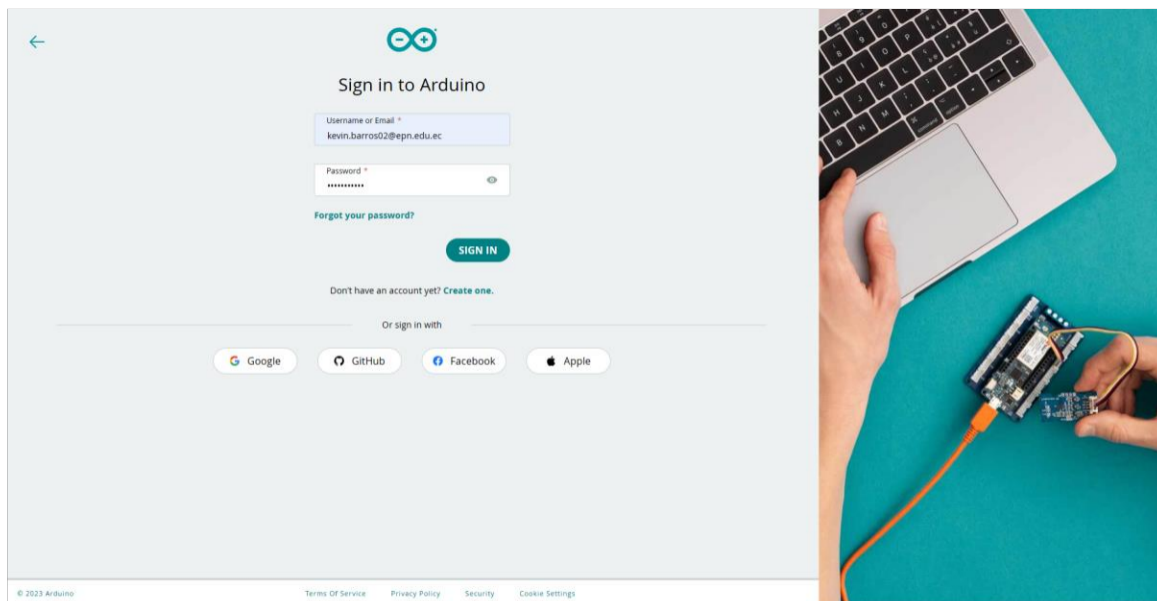 Sign in to Arduino
Username or Email *
kevin.barros02@epn.edu.ec
Password *
•••••••••••
Forgot your password?
SIGN IN
Don't have an account yet? Create one.
Or sign in with
Google
GitHub
Facebook
Apple
© 2023 Arduino
Terms Of Service Privacy Policy Security Cookie Settings